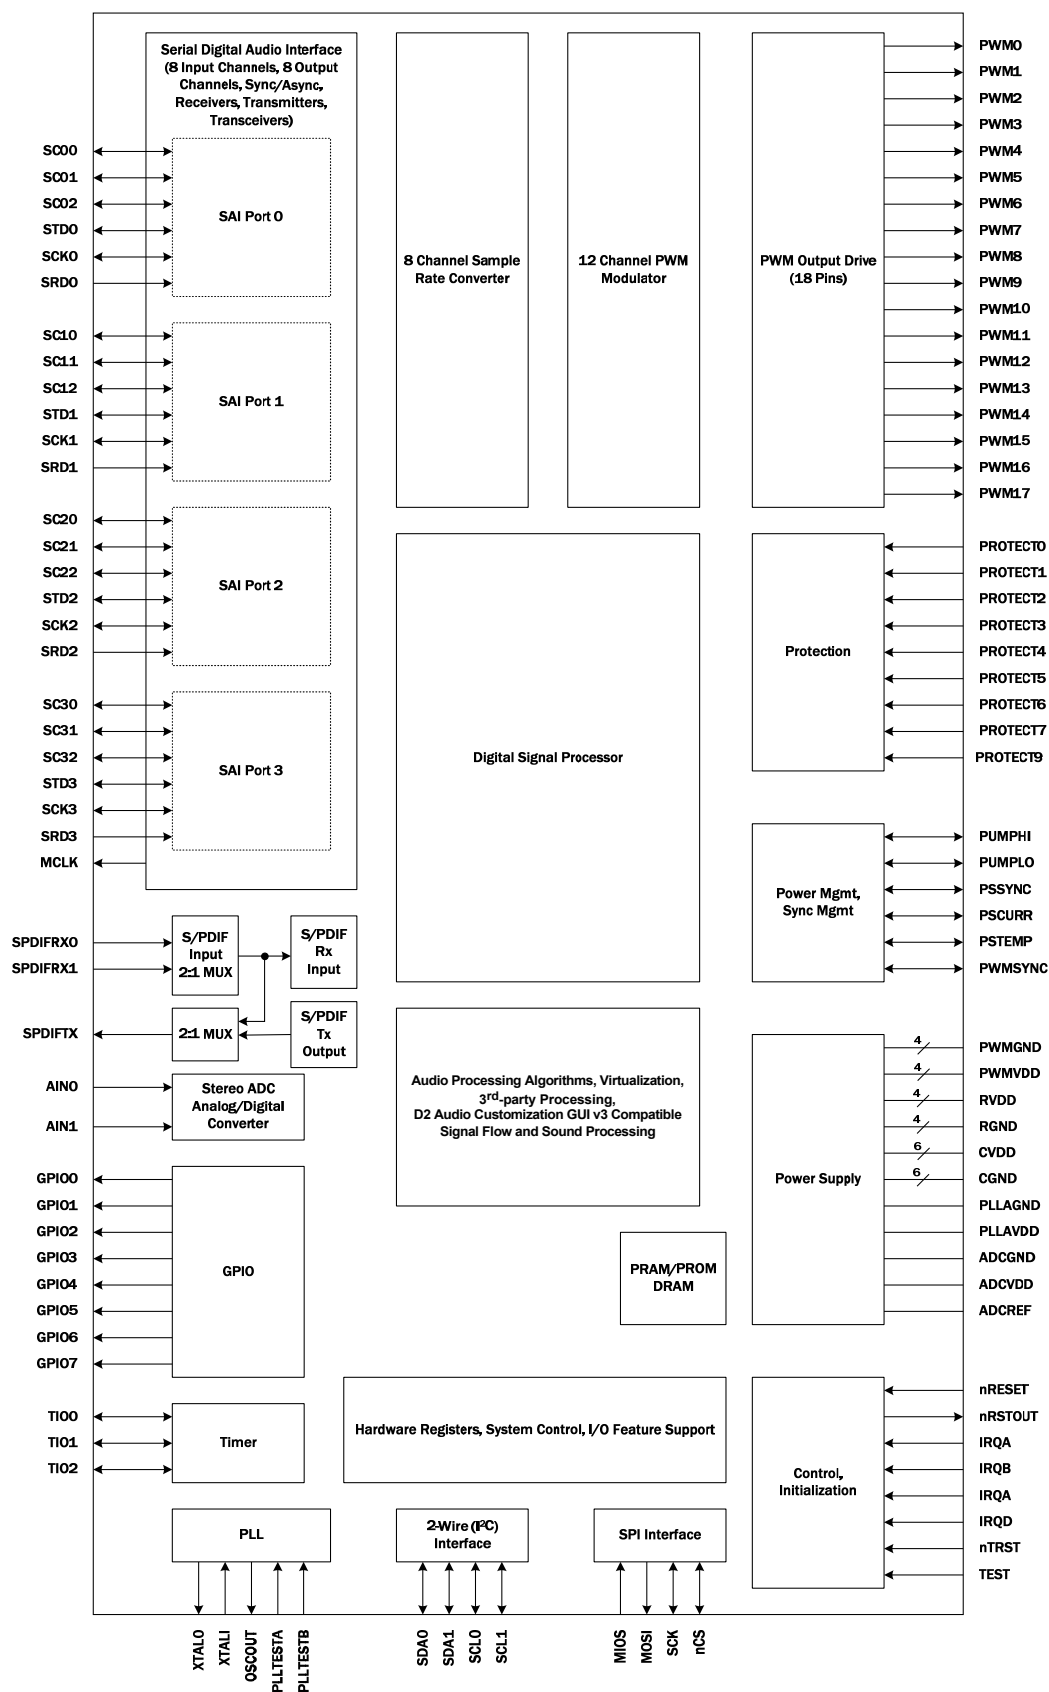 Serial Digital Audio Interface
(8 Input Channels, 8 Output
Channels, Sync/Async,
Receivers, Transmitters,
Transceivers)
SC00
SC01
SC02
STD0
SCK0
SRD0
SAI Port 0
SC10
SC11
SC12
STD1
SCK1
SRD1
SAI Port 1
SC20
SC21
SC22
STD2
SCK2
SRD2
SAI Port 2
SC30
SC31
SC32
STD3
SCK3
SRD3
MCLK
SAI Port 3
8 Channel Sample
Rate Converter
12 Channel PWM
Modulator
PWM Output Drive
(18 Pins)
PWM0
PWM1
PWM2
PWM3
PWM4
PWM5
PWM6
PWM7
PWM8
PWM9
PWM10
PWM11
PWM12
PWM13
PWM14
PWM15
PWM16
PWM17
Digital Signal Processor
Protection
PROTECT0
PROTECT1
PROTECT2
PROTECT3
PROTECT4
PROTECT5
PROTECT6
PROTECT7
PROTECT9
Power Mgmt,
Sync Mgmt
PUMPHI
PUMPLO
PSSYNC
PSCURR
PSTEMP
PWMSYNC
SPDIFRX0
SPDIFRX1
S/PDIF
Input
2:1 MUX
S/PDIF
Rx
Input
SPDIFTX
2:1 MUX
S/PDIF
Tx
Output
AIN0
AIN1
Stereo ADC
Analog/Digital
Converter
Audio Processing Algorithms, Virtualization,
3rd-party Processing,
D2 Audio Customization GUI v3 Compatible
Signal Flow and Sound Processing
Power Supply
4 PWMGND
4 PWMVDD
4 RVDD
4 RGND
6 CVDD
6 CGND
PLLAGND
PLLAVDD
ADCGND
ADCVDD
ADCREF
GPIO0
GPIO1
GPIO2
GPIO3
GPIO4
GPIO5
GPIO6
GPIO7
GPIO
PRAM/PROM
DRAM
TIO0
TIO1
TIO2
Timer
Hardware Registers, System Control, I/O Feature Support
Control,
Initialization
nRESET
nRSTOUT
IRQA
IRQB
IRQA
IRQD
nTRST
TEST
PLL
XTALO
XTALI
OSCOUT
PLLTESTA
PLLTESTB
2-Wire (I2C)
Interface
SDA0
SDA1
SCL0
SCL1
SPI Interface
MIOS
MOSI
SCK
nCS